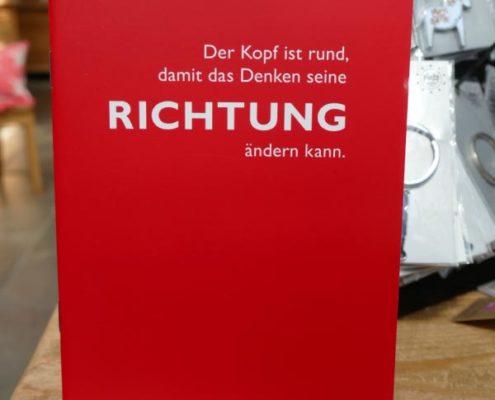 Der Kopf ist rund,
damit das Denken seine
RICHTUNG
ändern kann.